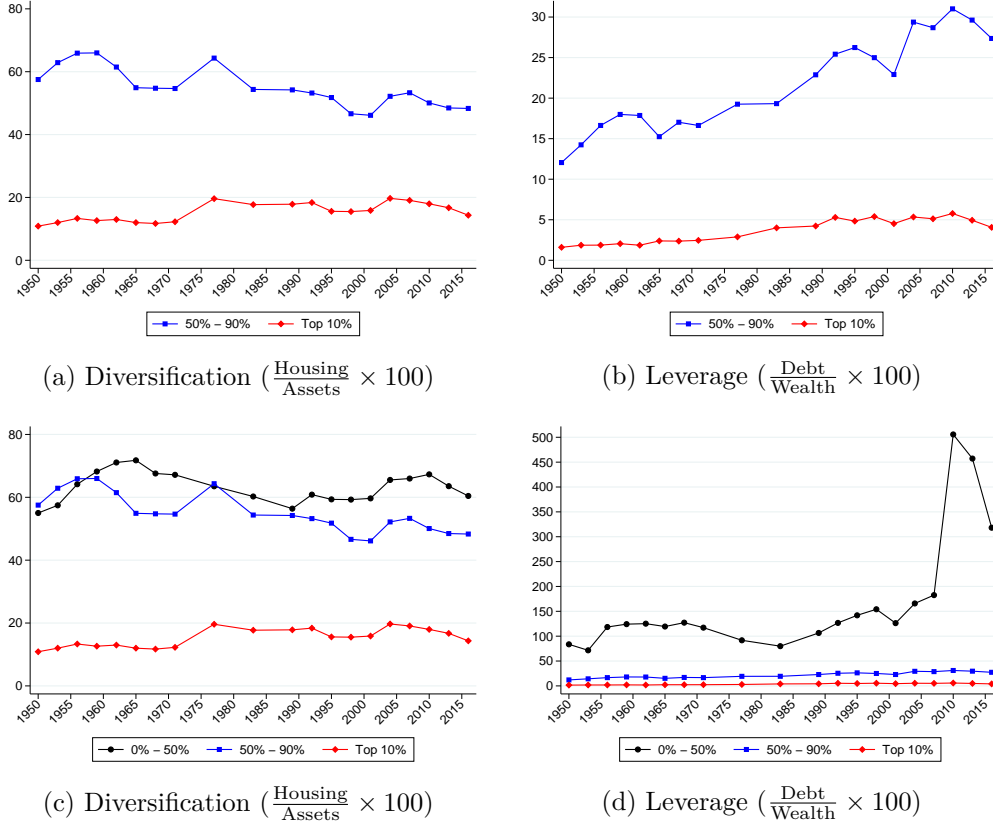 80
60
40
20
0
1950 1955 1960 1965 1970 1975 1980 1985 1990 1995 2000 2005 2010 2015
50% – 90% Top 10%
(a) Diversification (Housing/Assets × 100)
30
25
20
15
10
5
0
1950 1955 1960 1965 1970 1975 1980 1985 1990 1995 2000 2005 2010 2015
50% – 90% Top 10%
(b) Leverage (Debt/Wealth × 100)
80
60
40
20
0
1950 1955 1960 1965 1970 1975 1980 1985 1990 1995 2000 2005 2010 2015
0% – 50% 50% – 90% Top 10%
(c) Diversification (Housing/Assets × 100)
500
450
400
350
300
250
200
150
100
50
0
1950 1955 1960 1965 1970 1975 1980 1985 1990 1995 2000 2005 2010 2015
0% – 50% 50% – 90% Top 10%
(d) Leverage (Debt/Wealth × 100)